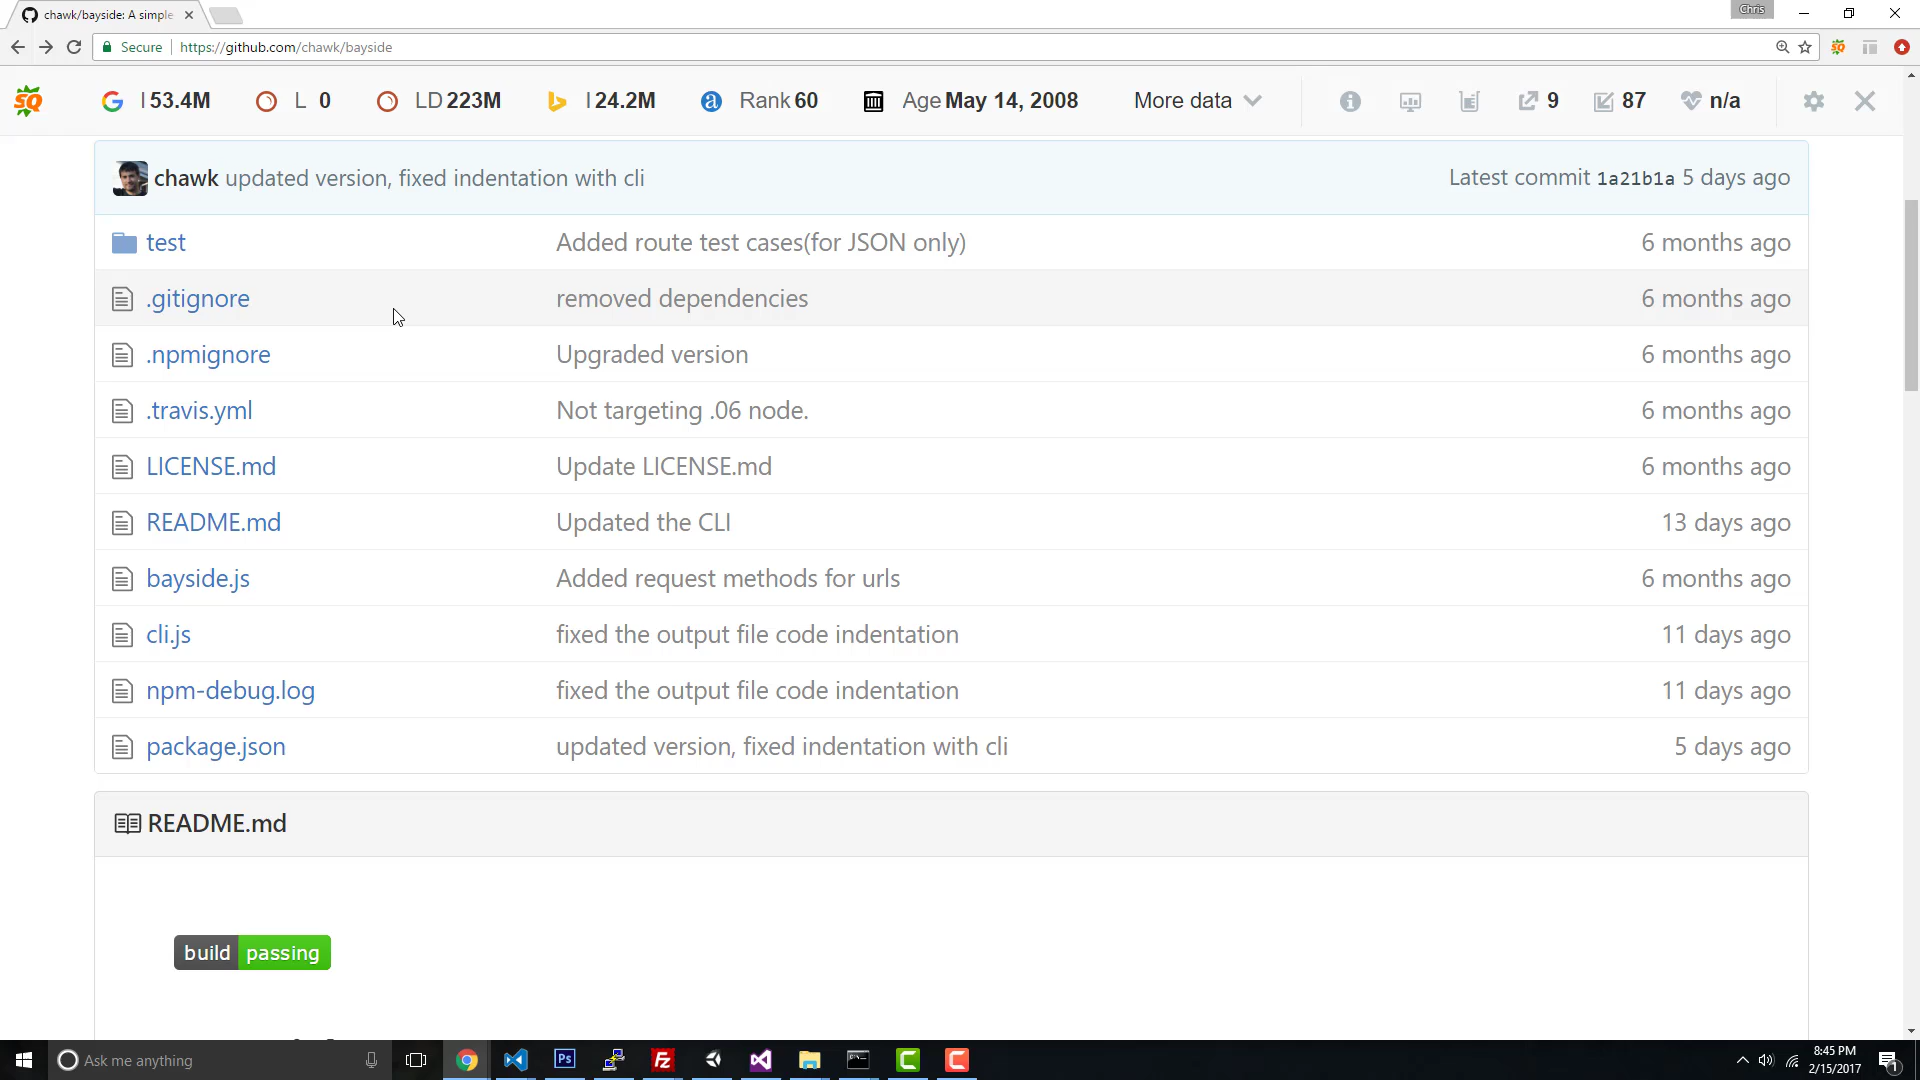 chawk/bayside: A simple
Chris
Secure https://github.com/chawk/bayside
SQ I 53.4M L 0 LD 223M I 24.2M Rank 60 Age May 14, 2008 More data 9 87 n/a
chawk updated version, fixed indentation with cli Latest commit 1a21b1a 5 days ago
test Added route test cases(for JSON only) 6 months ago
.gitignore removed dependencies 6 months ago
.npmignore Upgraded version 6 months ago
.travis.yml Not targeting .06 node. 6 months ago
LICENSE.md Update LICENSE.md 6 months ago
README.md Updated the CLI 13 days ago
bayside.js Added request methods for urls 6 months ago
cli.js fixed the output file code indentation 11 days ago
npm-debug.log fixed the output file code indentation 11 days ago
package.json updated version, fixed indentation with cli 5 days ago
README.md
build passing
Ask me anything
Ps
Fz
8:45 PM
2/15/2017
1